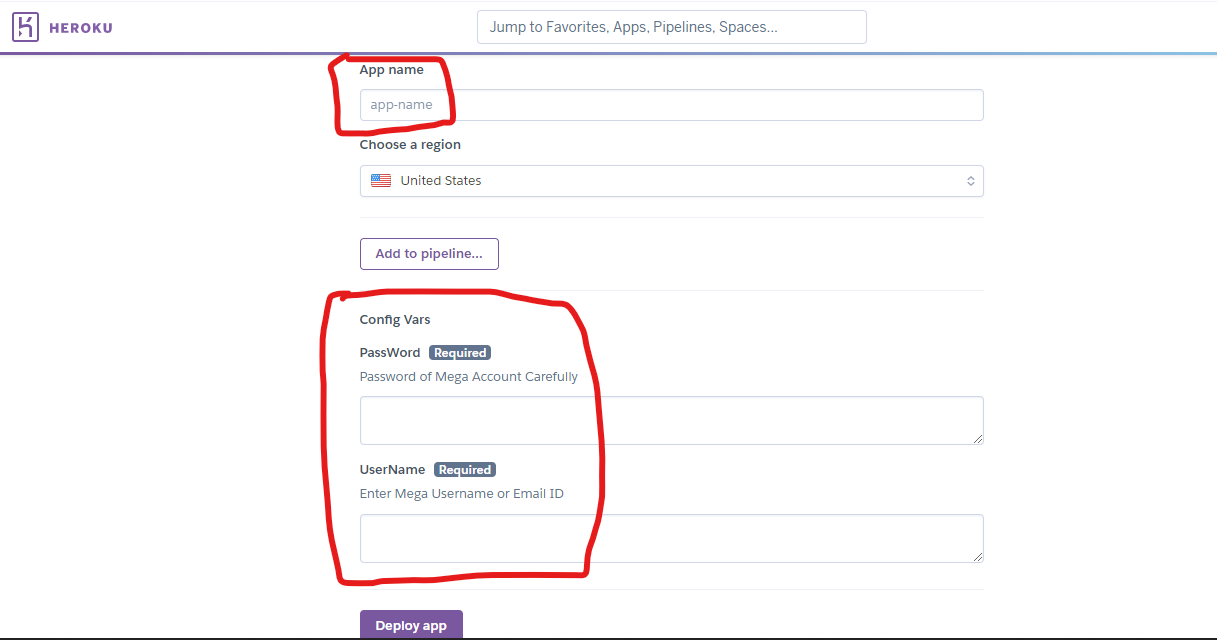 HEROKU
Jump to Favorites, Apps, Pipelines, Spaces...
App name
app-name
Choose a region
United States
Add to pipeline...
Config Vars
PassWord Required
Password of Mega Account Carefully
UserName Required
Enter Mega Username or Email ID
Deploy app